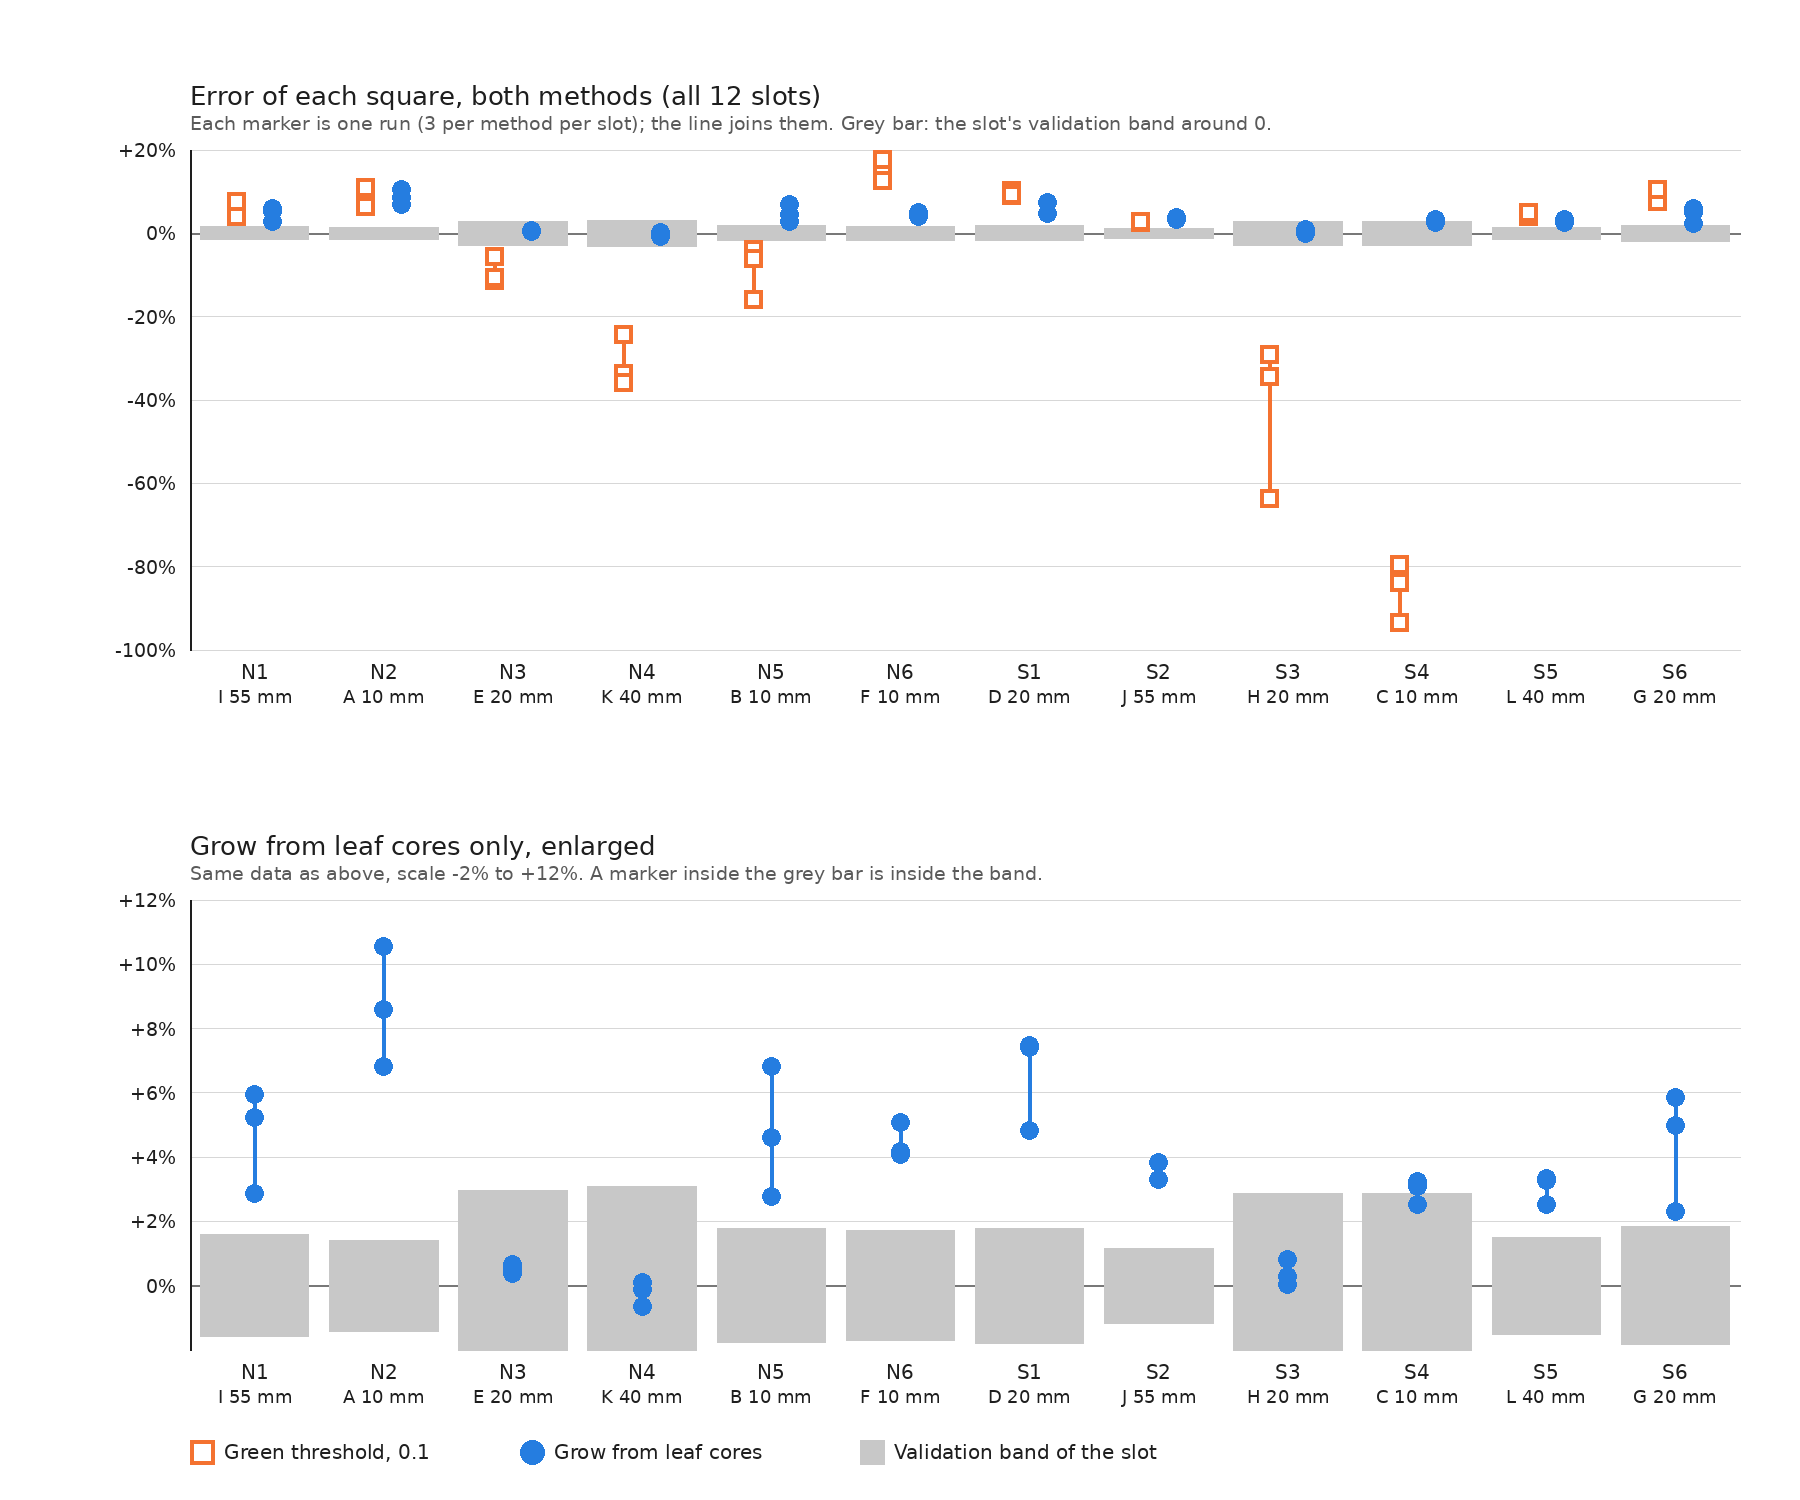 Error of each square, both methods (all 12 slots)
Each marker is one run (3 per method per slot); the line joins them. Grey bar: the slot's validation band around 0.
+20%
0%
-20%
-40%
-60%
-80%
-100%
N1 N2 N3 N4 N5 N6 S1 S2 S3 S4 S5 S6
I 55 mm A 10 mm E 20 mm K 40 mm B 10 mm F 10 mm D 20 mm J 55 mm H 20 mm C 10 mm L 40 mm G 20 mm
Grow from leaf cores only, enlarged
Same data as above, scale -2% to +12%. A marker inside the grey bar is inside the band.
+12%
+10%
+8%
+6%
+4%
+2%
0%
N1 N2 N3 N4 N5 N6 S1 S2 S3 S4 S5 S6
I 55 mm A 10 mm E 20 mm K 40 mm B 10 mm F 10 mm D 20 mm J 55 mm H 20 mm C 10 mm L 40 mm G 20 mm
Green threshold, 0.1 Grow from leaf cores Validation band of the slot